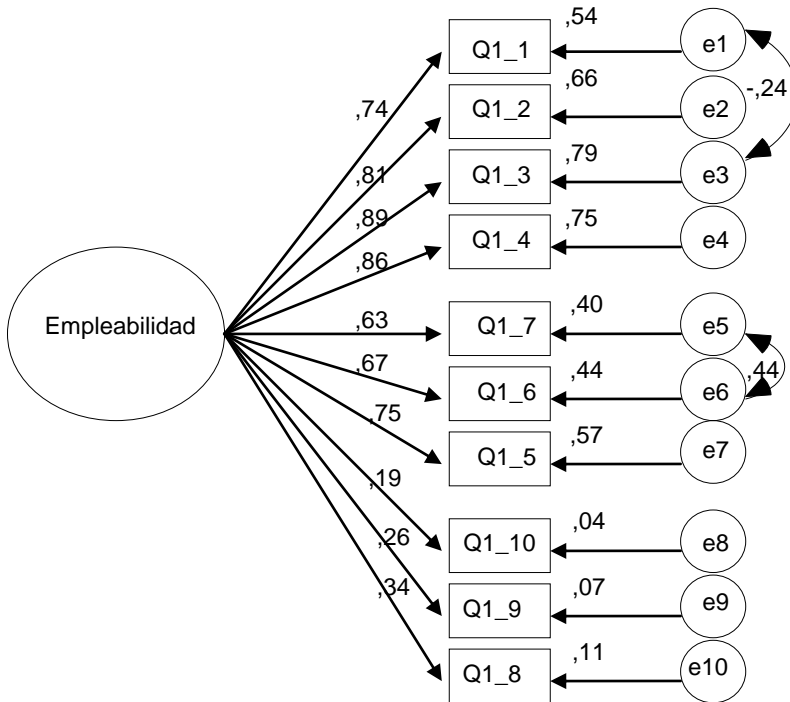 ,54
Q1_1
e1
-,24
,74
,66
Q1_2
e2
,81
,79
Q1_3
e3
,89
,75
Q1_4
e4
,86
Empleabilidad
,63
,40
Q1_7
e5
,67
,44
Q1_6
e6
,44
,75
,57
Q1_5
e7
,19
,04
Q1_10
e8
,26
,07
Q1_9
e9
,34
,11
Q1_8
e10